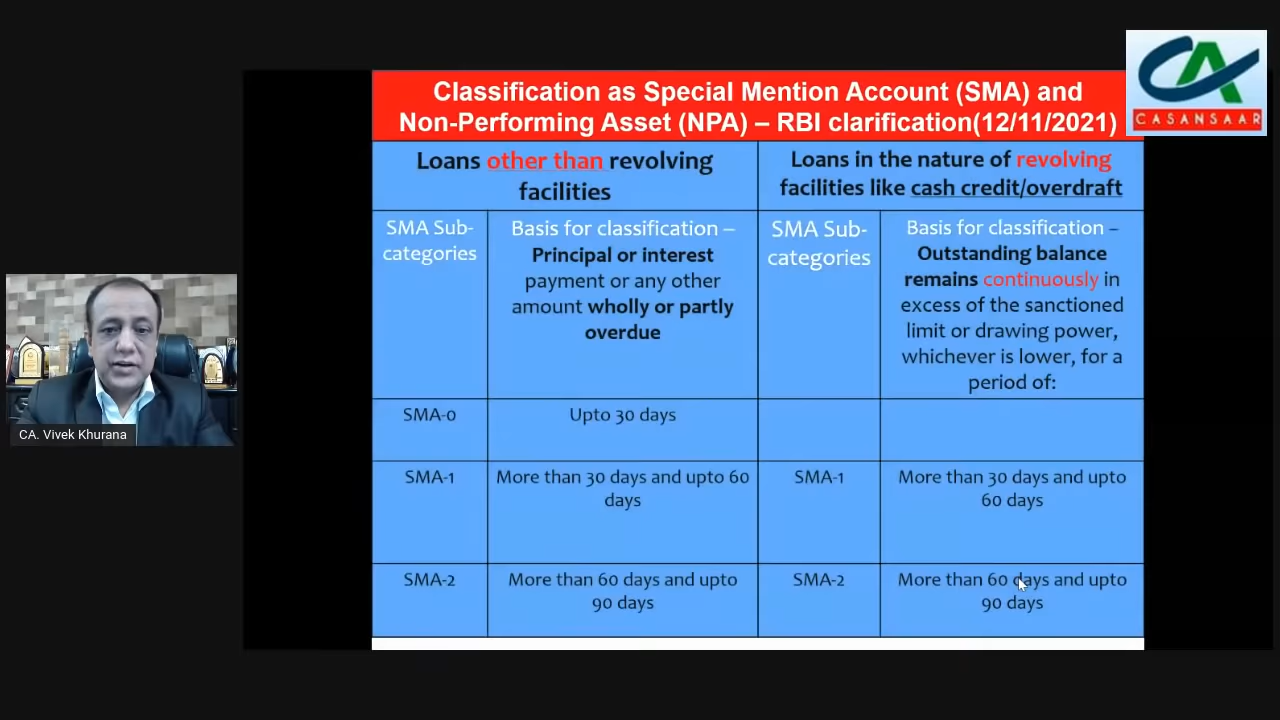 Classification as Special Mention Account (SMA) and
Non-Performing Asset (NPA) – RBI clarification(12/11/2021)
CA
CASANSAAR
Loans other than revolving
facilities
Loans in the nature of revolving
facilities like cash credit/overdraft
SMA Sub-
categories
Basis for classification –
Principal or interest
payment or any other
amount wholly or partly
overdue
SMA Sub-
categories
Basis for classification –
Outstanding balance
remains continuously in
excess of the sanctioned
limit or drawing power,
whichever is lower, for a
period of:
SMA-0
Upto 30 days
SMA-1
More than 30 days and upto 60
days
SMA-1
More than 30 days and upto
60 days
SMA-2
More than 60 days and upto
90 days
SMA-2
More than 60 days and upto
90 days
CA. Vivek Khurana